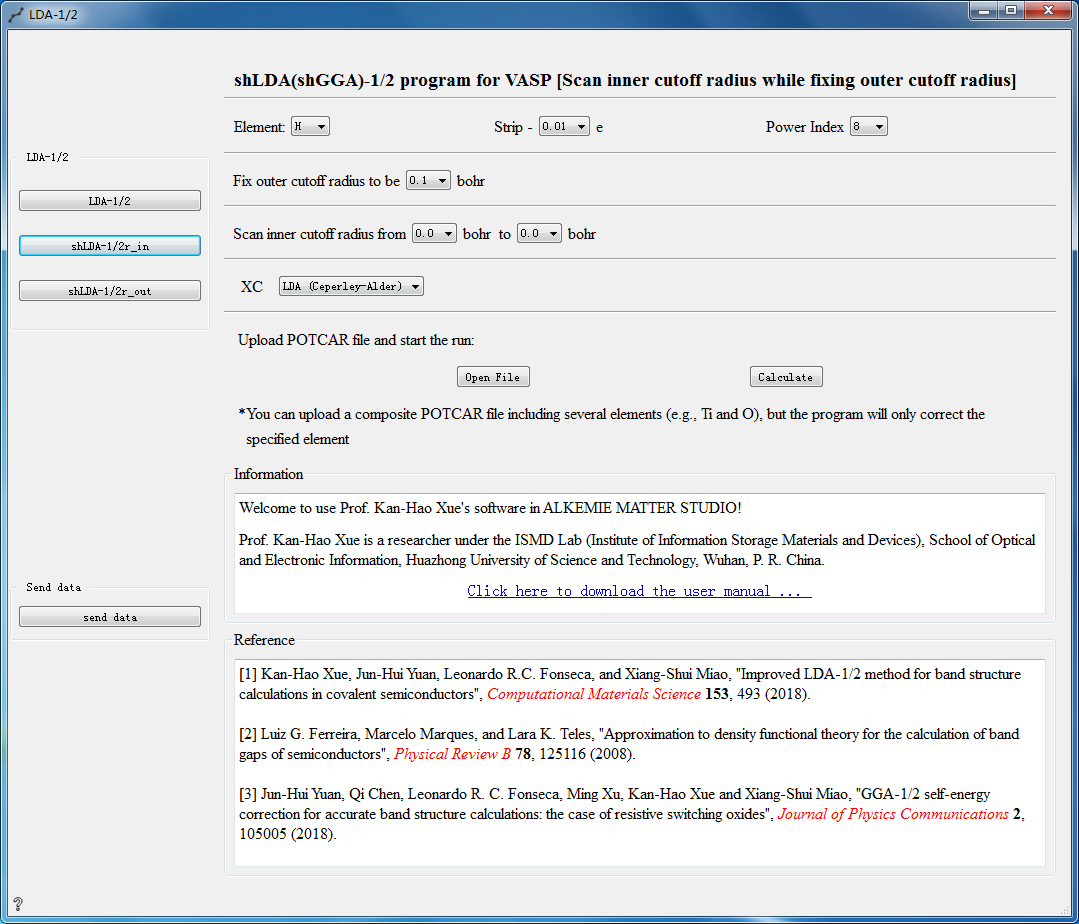 LDA-1/2
shLDA(shGGA)-1/2 program for VASP [Scan inner cutoff radius while fixing outer cutoff radius]
Element: H Strip - 0.01 e Power Index 8
LDA-1/2
LDA-1/2
shLDA-1/2r_in
shLDA-1/2r_out
Fix outer cutoff radius to be 0.1 bohr
Scan inner cutoff radius from 0.0 bohr to 0.0 bohr
XC LDA (Ceperley-Alder)
Upload POTCAR file and start the run:
Open File Calculate
*You can upload a composite POTCAR file including several elements (e.g., Ti and O), but the program will only correct the
specified element
Information
Welcome to use Prof. Kan-Hao Xue's software in ALKEMIE MATTER STUDIO!
Prof. Kan-Hao Xue is a researcher under the ISMD Lab (Institute of Information Storage Materials and Devices), School of Optical
and Electronic Information, Huazhong University of Science and Technology, Wuhan, P. R. China.
Click here to download the user manual ...
Send data
send data
Reference
[1] Kan-Hao Xue, Jun-Hui Yuan, Leonardo R.C. Fonseca, and Xiang-Shui Miao, "Improved LDA-1/2 method for band structure
calculations in covalent semiconductors", Computational Materials Science 153, 493 (2018).
[2] Luiz G. Ferreira, Marcelo Marques, and Lara K. Teles, "Approximation to density functional theory for the calculation of band
gaps of semiconductors", Physical Review B 78, 125116 (2008).
[3] Jun-Hui Yuan, Qi Chen, Leonardo R. C. Fonseca, Ming Xu, Kan-Hao Xue and Xiang-Shui Miao, "GGA-1/2 self-energy
correction for accurate band structure calculations: the case of resistive switching oxides", Journal of Physics Communications 2,
105005 (2018).
?